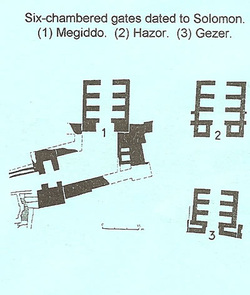 Six-chambered gates dated to Solomon.
(1) Megiddo. (2) Hazor. (3) Gezer.
1
2
3